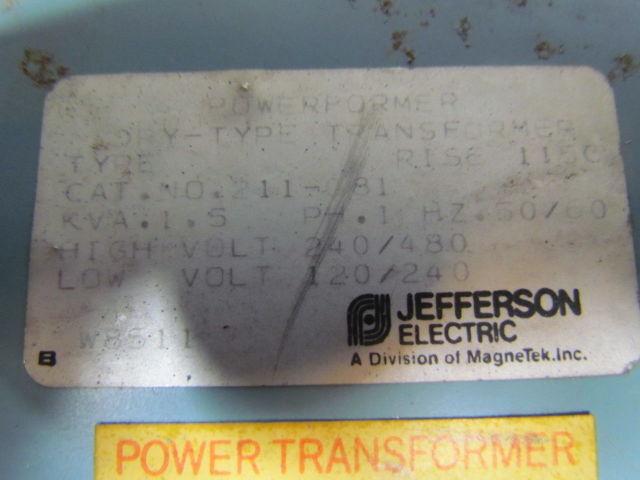 POWERFORMER
DRY-TYPE TRANSFORMER
TYPE RISE 115C
CAT.NO.211-081
KVA.1.5 PH.1 HZ.50/60
HIGH VOLT 240/480
LOW VOLT 120/240
JEFFERSON
ELECTRIC
B W8511
A Division of MagneTek.Inc.
POWER TRANSFORMER